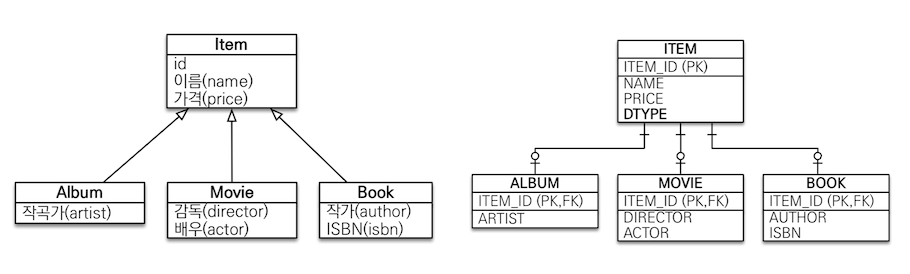 Item
id
이름(name)
가격(price)
Album
작곡가(artist)
Movie
감독(director)
배우(actor)
Book
작가(author)
ISBN(isbn)
ITEM
ITEM_ID (PK)
NAME
PRICE
DTYPE
ALBUM
ITEM_ID (PK,FK)
ARTIST
MOVIE
ITEM_ID (PK,FK)
DIRECTOR
ACTOR
BOOK
ITEM_ID (PK,FK)
AUTHOR
ISBN